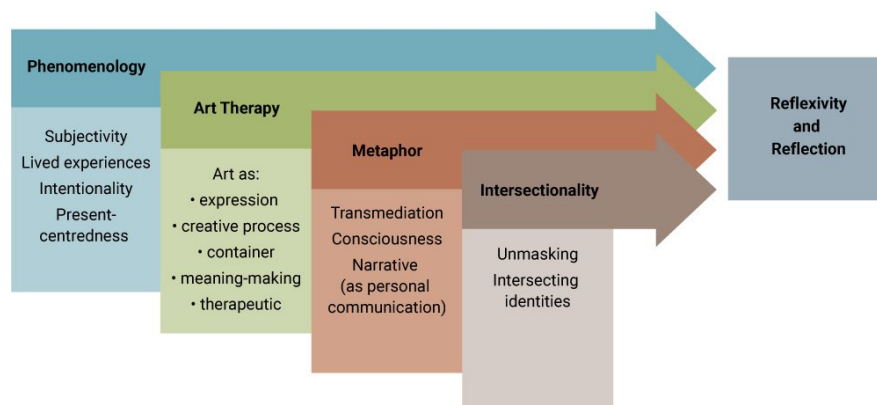 Phenomenology
Subjectivity
Lived experiences
Intentionality
Present-
centredness
Art Therapy
Art as:
• expression
• creative process
• container
• meaning-making
• therapeutic
Metaphor
Transmediation
Consciousness
Narrative
(as personal
communication)
Intersectionality
Unmasking
Intersecting
identities
Reflexivity
and
Reflection